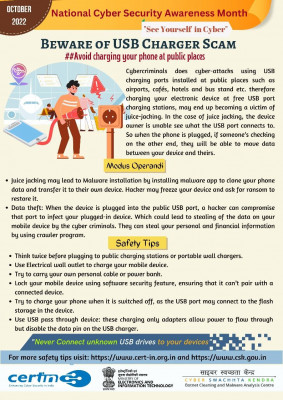 OCTOBER
2022
National Cyber Security Awareness Month
"See Yourself in Cyber"
BEWARE OF USB CHARGER SCAM
##Avoid charging your phone at public places
Cybercriminals does cyber-attacks using USB
charging ports installed at public places such as
airports, cafés, hotels and bus stand etc. therefore
charging your electronic device at free USB port
charging stations, may end up becoming a victim of
juice-jacking. In the case of juice jacking, the device
owner is unable see what the USB port connects to.
So when the phone is plugged, if someone's checking
on the other end, they will be able to move data
between your device and theirs.
Modus Operandi
• Juice jacking may lead to Malware installation by installing malware app to clone your phone
data and transfer it to their own device. Hacker may freeze your device and ask for ransom to
restore it.
• Data theft: When the device is plugged into the public USB port, a hacker can compromise
that port to infect your plugged-in device. Which could lead to stealing of the data on your
mobile device by the cyber criminals. They can steal your personal and financial information
by using crawler program.
Safety Tips
• Think twice before plugging to public charging stations or portable wall chargers.
• Use Electrical wall outlet to charge your mobile device.
• Try to carry your own personal cable or power bank.
• Lock your mobile device using software security feature, ensuring that it can't pair with a
connected device.
• Try to charge your phone when it is switched off, as the USB port may connect to the flash
storage in the device.
• Use USB pass through device: these charging only adapters allow power to flow through
but disable the data pin on the USB charger.
"Never Connect unknown USB drives to your devices"
For more safety tips visit: https://www.cert-in.org.in and https://www.csk.gov.in
certin
MINISTRY OF
ELECTRONICS AND
INFORMATION TECHNOLOGY
साइबर स्वच्छता केन्द्र
CYBER SWACHHTA KENDRA
Botnet Cleaning and Malware Analysis Centre